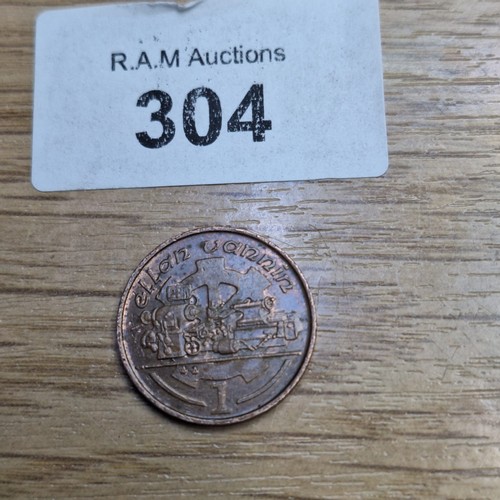 R.A.M Auctions
304
ellan vannin
1